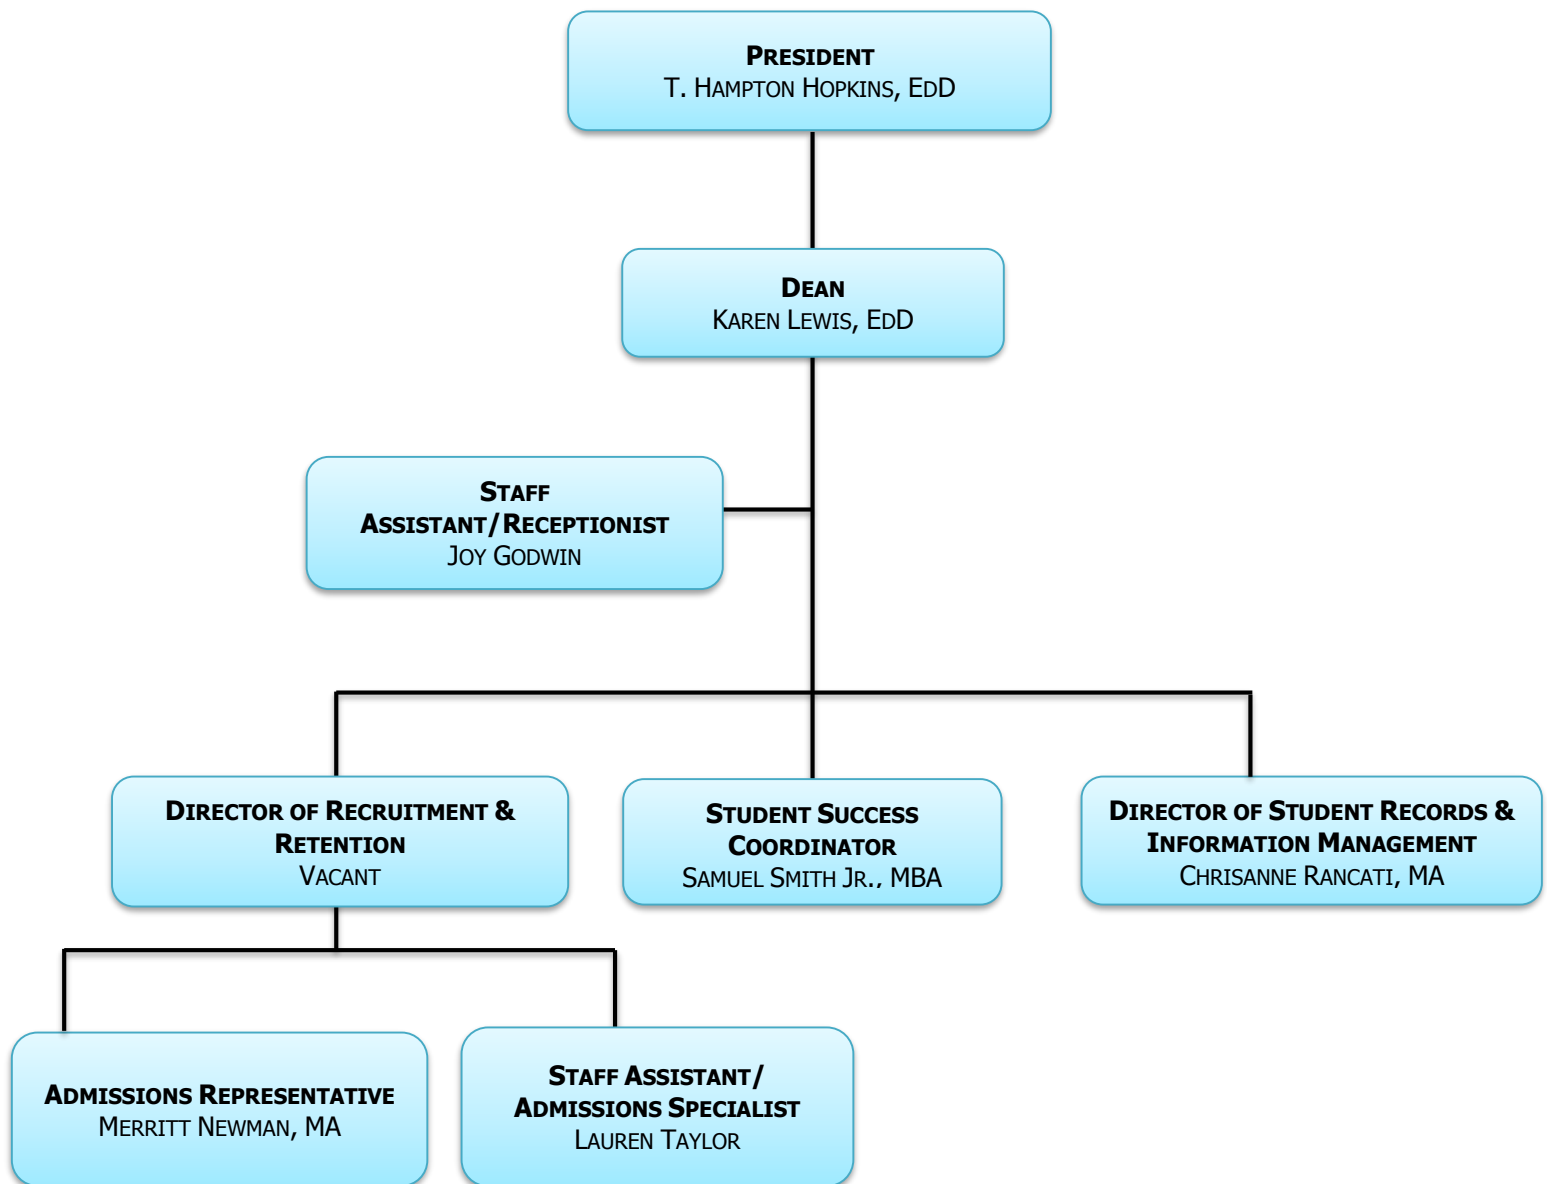 President
T. Hampton Hopkins, EdD
Dean
Karen Lewis, EdD
Staff
Assistant/Receptionist
Joy Godwin
Director of Recruitment &
Retention
Vacant
Student Success
Coordinator
Samuel Smith Jr., MBA
Director of Student Records &
Information Management
Chrisanne Rancati, MA
Admissions Representative
Merritt Newman, MA
Staff Assistant/
Admissions Specialist
Lauren Taylor